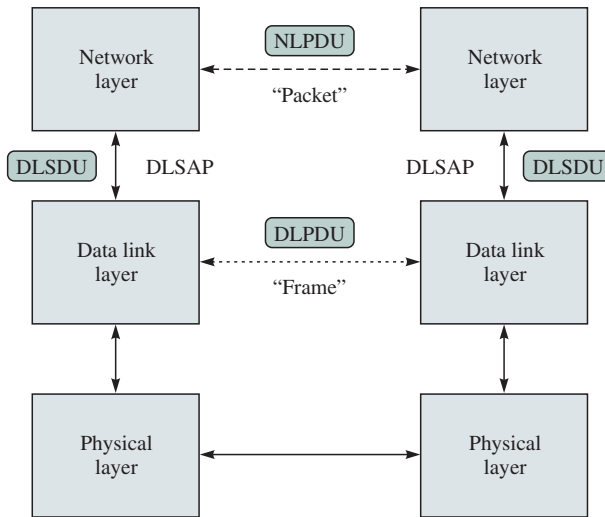 NLPDU
Network
layer
Network
layer
“Packet”
DLSDU
DLSAP
DLSAP
DLSDU
DLPDU
Data link
layer
Data link
layer
“Frame”
Physical
layer
Physical
layer